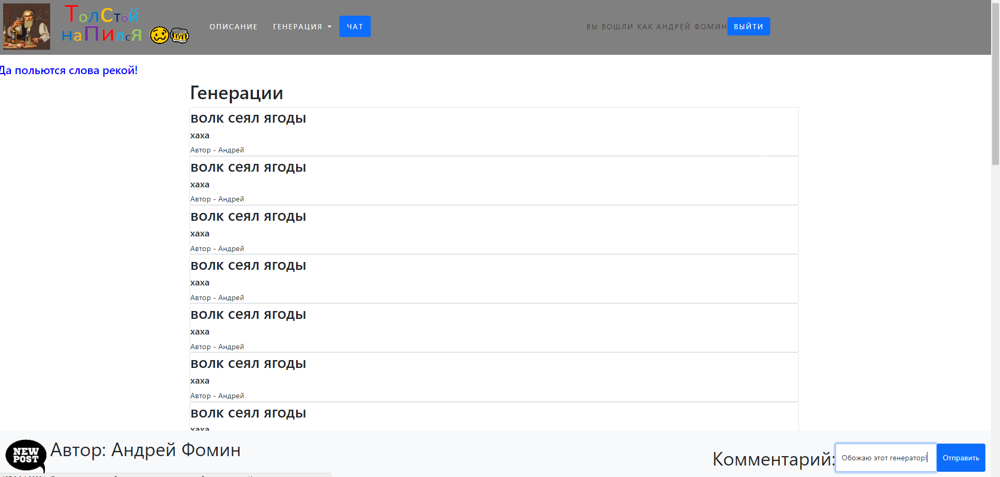 ТолСтой
наПИлсЯ
ОПИСАНИЕ
ГЕНЕРАЦИЯ
ЧАТ
ВЫ ВОШЛИ КАК АНДРЕЙ ФОМИН
ВЫЙТИ
Да польются слова рекой!
Генерации
волк сеял ягоды
хаха
Автор - Андрей
волк сеял ягоды
хаха
Автор - Андрей
волк сеял ягоды
хаха
Автор - Андрей
волк сеял ягоды
хаха
Автор - Андрей
волк сеял ягоды
хаха
Автор - Андрей
волк сеял ягоды
хаха
Автор - Андрей
волк сеял ягоды
хаха
NEW
POST
Автор: Андрей Фомин
Комментарий:
Обожаю этот генератор!
Отправить